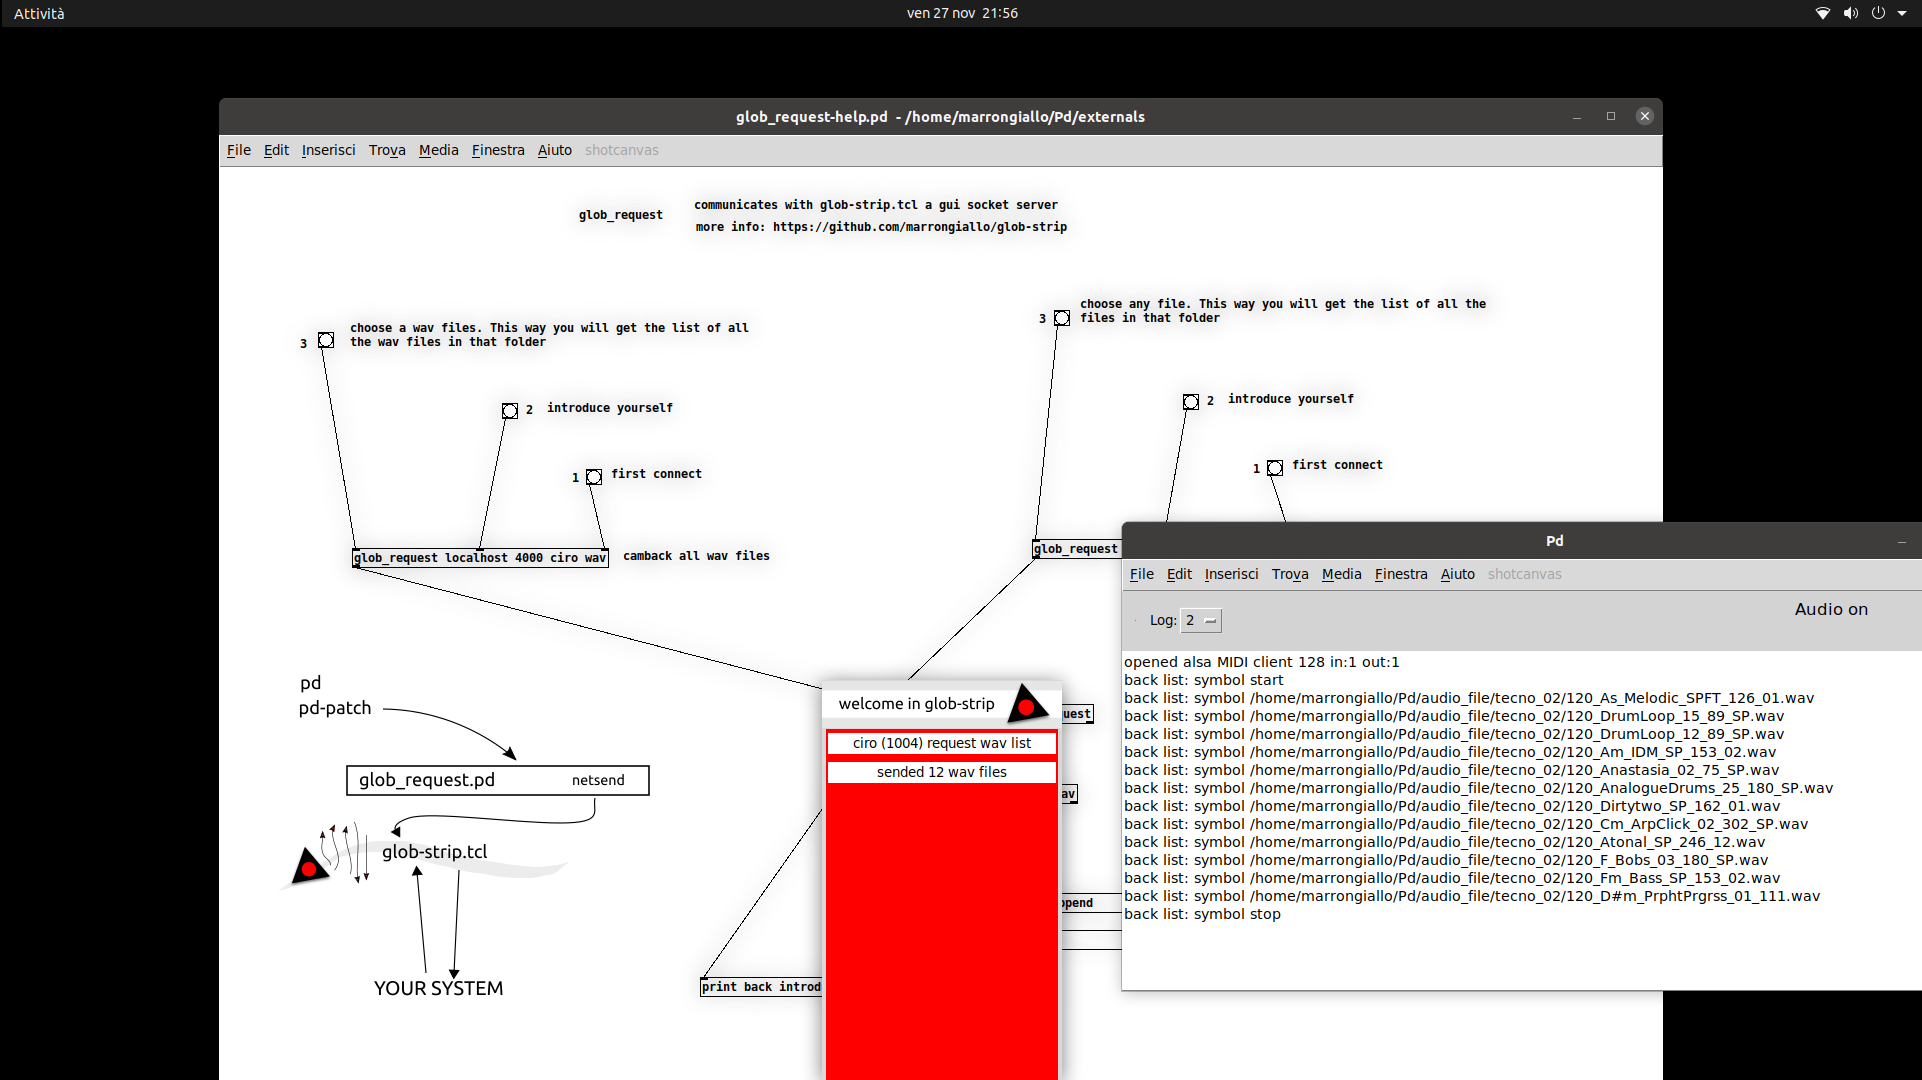 Attività
ven 27 nov 21:56
glob_request-help.pd - /home/marrongiallo/Pd/externals
File Edit Inserisci Trova Media Finestra Aiuto shotcanvas
glob_request
communicates with glob-strip.tcl a gui socket server
more info: https://github.com/marrongiallo/glob-strip
3
choose a wav files. This way you will get the list of all
the wav files in that folder
2 introduce yourself
1 first connect
glob_request localhost 4000 ciro wav
camback all wav files
3
choose any file. This way you will get the list of all the
files in that folder
2 introduce yourself
1 first connect
glob_request
pd
pd-patch
glob_request.pd
netsend
glob-strip.tcl
YOUR SYSTEM
print back introd
uest
av
pend
welcome in glob-strip
ciro (1004) request wav list
sended 12 wav files
Pd
File Edit Inserisci Trova Media Finestra Aiuto shotcanvas
Log: 2
Audio on
opened alsa MIDI client 128 in:1 out:1
back list: symbol start
back list: symbol /home/marrongiallo/Pd/audio_file/tecno_02/120_As_Melodic_SPFT_126_01.wav
back list: symbol /home/marrongiallo/Pd/audio_file/tecno_02/120_DrumLoop_15_89_SP.wav
back list: symbol /home/marrongiallo/Pd/audio_file/tecno_02/120_DrumLoop_12_89_SP.wav
back list: symbol /home/marrongiallo/Pd/audio_file/tecno_02/120_Am_IDM_SP_153_02.wav
back list: symbol /home/marrongiallo/Pd/audio_file/tecno_02/120_Anastasia_02_75_SP.wav
back list: symbol /home/marrongiallo/Pd/audio_file/tecno_02/120_AnalogueDrums_25_180_SP.wav
back list: symbol /home/marrongiallo/Pd/audio_file/tecno_02/120_Dirtytwo_SP_162_01.wav
back list: symbol /home/marrongiallo/Pd/audio_file/tecno_02/120_Cm_ArpClick_02_302_SP.wav
back list: symbol /home/marrongiallo/Pd/audio_file/tecno_02/120_Atonal_SP_246_12.wav
back list: symbol /home/marrongiallo/Pd/audio_file/tecno_02/120_F_Bobs_03_180_SP.wav
back list: symbol /home/marrongiallo/Pd/audio_file/tecno_02/120_Fm_Bass_SP_153_02.wav
back list: symbol /home/marrongiallo/Pd/audio_file/tecno_02/120_D#m_PrphtPrgrss_01_111.wav
back list: symbol stop